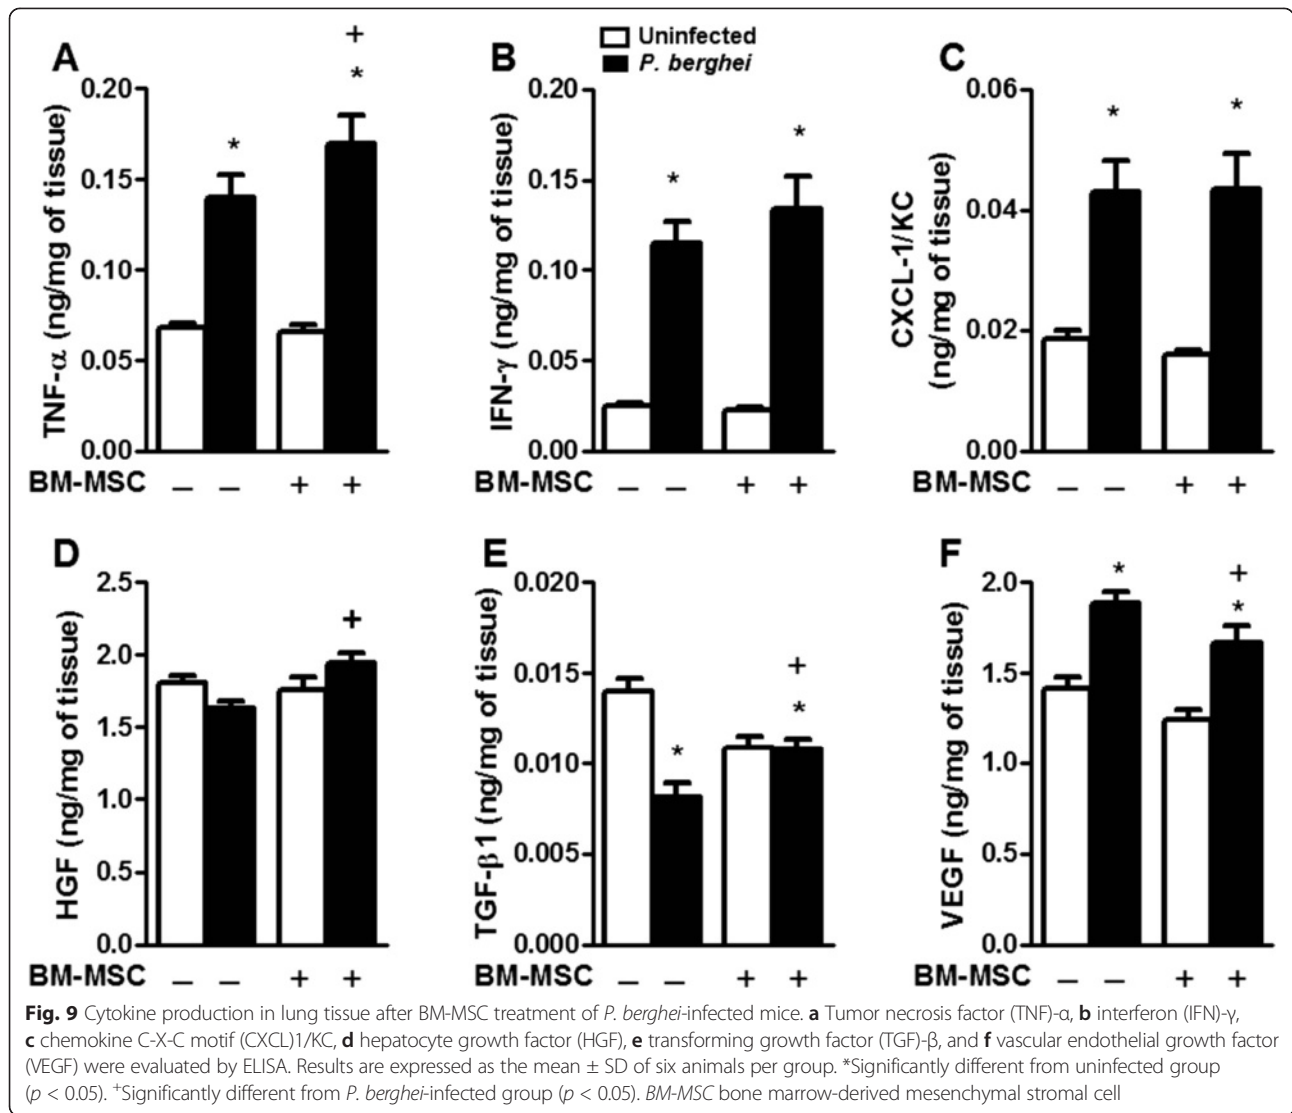 A
TNF-α (ng/mg of tissue)
0.20
0.15
0.10
0.05
0.00
*
+
*
BM-MSC – – + +
B
Uninfected
P. berghei
IFN-γ (ng/mg of tissue)
0.20
0.15
0.10
0.05
0.00
*
*
BM-MSC – – + +
C
CXCL-1/KC
(ng/mg of tissue)
0.06
0.04
0.02
0.00
*
*
BM-MSC – – + +
D
HGF (ng/mg of tissue)
2.5
2.0
1.5
1.0
0.5
0.0
+
BM-MSC – – + +
E
TGF-β1 (ng/mg of tissue)
0.020
0.015
0.010
0.005
0.000
*
+
*
BM-MSC – – + +
F
VEGF (ng/mg of tissue)
2.0
1.5
1.0
0.5
0.0
*
+
*
BM-MSC – – + +
Fig. 9 Cytokine production in lung tissue after BM-MSC treatment of P. berghei-infected mice. a Tumor necrosis factor (TNF)-α, b interferon (IFN)-γ,
c chemokine C-X-C motif (CXCL)1/KC, d hepatocyte growth factor (HGF), e transforming growth factor (TGF)-β, and f vascular endothelial growth factor
(VEGF) were evaluated by ELISA. Results are expressed as the mean ± SD of six animals per group. *Significantly different from uninfected group
(p < 0.05). +Significantly different from P. berghei-infected group (p < 0.05). BM-MSC bone marrow-derived mesenchymal stromal cell